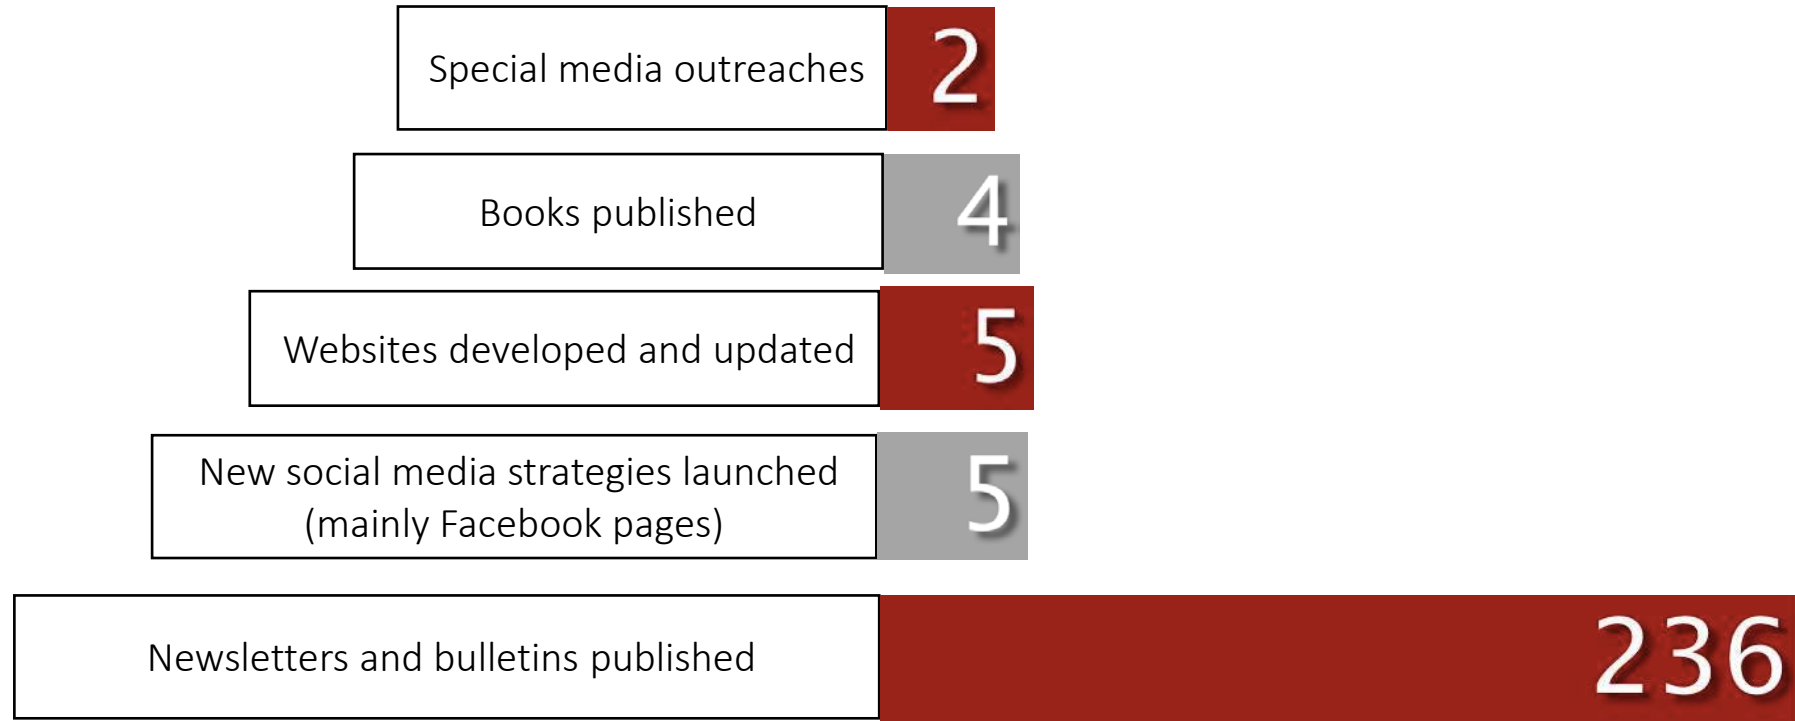 Special media outreaches 2
Books published 4
Websites developed and updated 5
New social media strategies launched
(mainly Facebook pages) 5
Newsletters and bulletins published 236